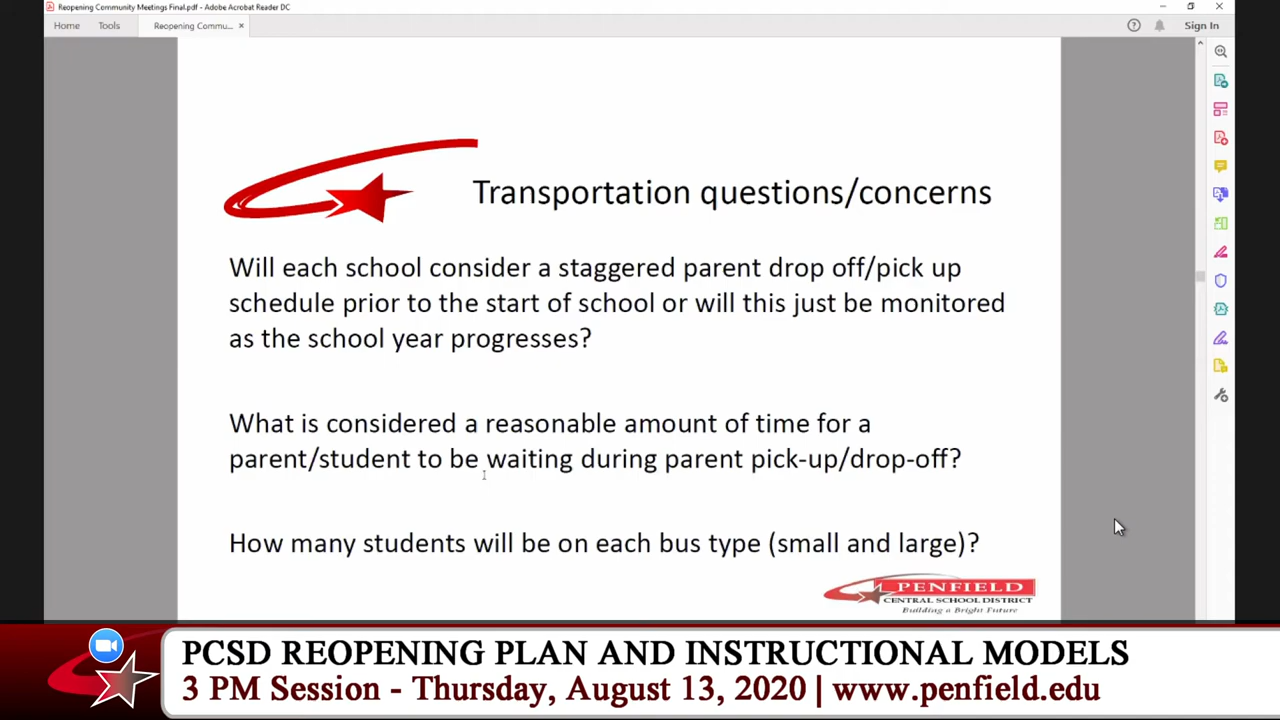 Reopening Community Meetings Final.pdf - Adobe Acrobat Reader DC
Home Tools Reopening Commu... ×
Sign In
Transportation questions/concerns
Will each school consider a staggered parent drop off/pick up
schedule prior to the start of school or will this just be monitored
as the school year progresses?
What is considered a reasonable amount of time for a
parent/student to be waiting during parent pick-up/drop-off?
How many students will be on each bus type (small and large)?
PENFIELD
CENTRAL SCHOOL DISTRICT
Building a Bright Future
PCSD REOPENING PLAN AND INSTRUCTIONAL MODELS
3 PM Session - Thursday, August 13, 2020 | www.penfield.edu